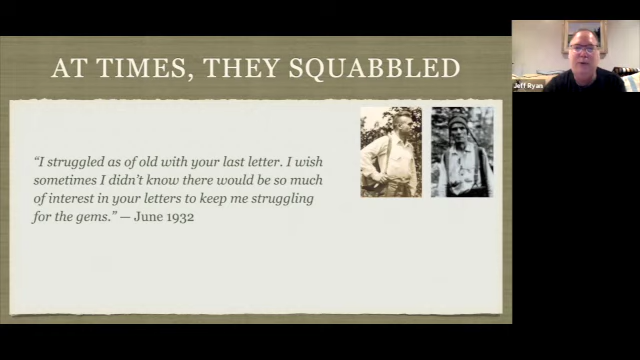 AT TIMES, THEY SQUABBLED
Jeff Ryan
“I struggled as of old with your last letter. I wish
sometimes I didn’t know there would be so much
of interest in your letters to keep me struggling
for the gems.” — June 1932